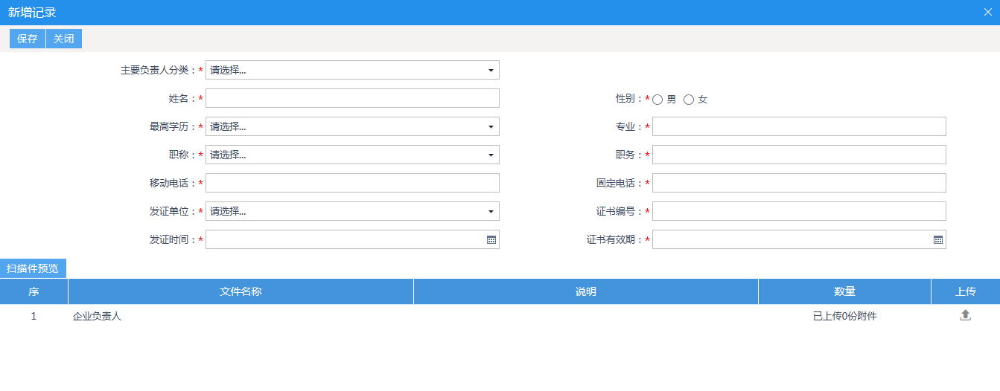 新增记录
保存 关闭
主要负责人分类：* 请选择...
姓名：* 性别：* 男 女
最高学历：* 请选择... 专业：*
职称：* 请选择... 职务：*
移动电话：* 固定电话：*
发证单位：* 请选择... 证书编号：*
发证时间：* 证书有效期：*
扫描件预览
序 文件名称 说明 数量 上传
1 企业负责人 已上传0份附件